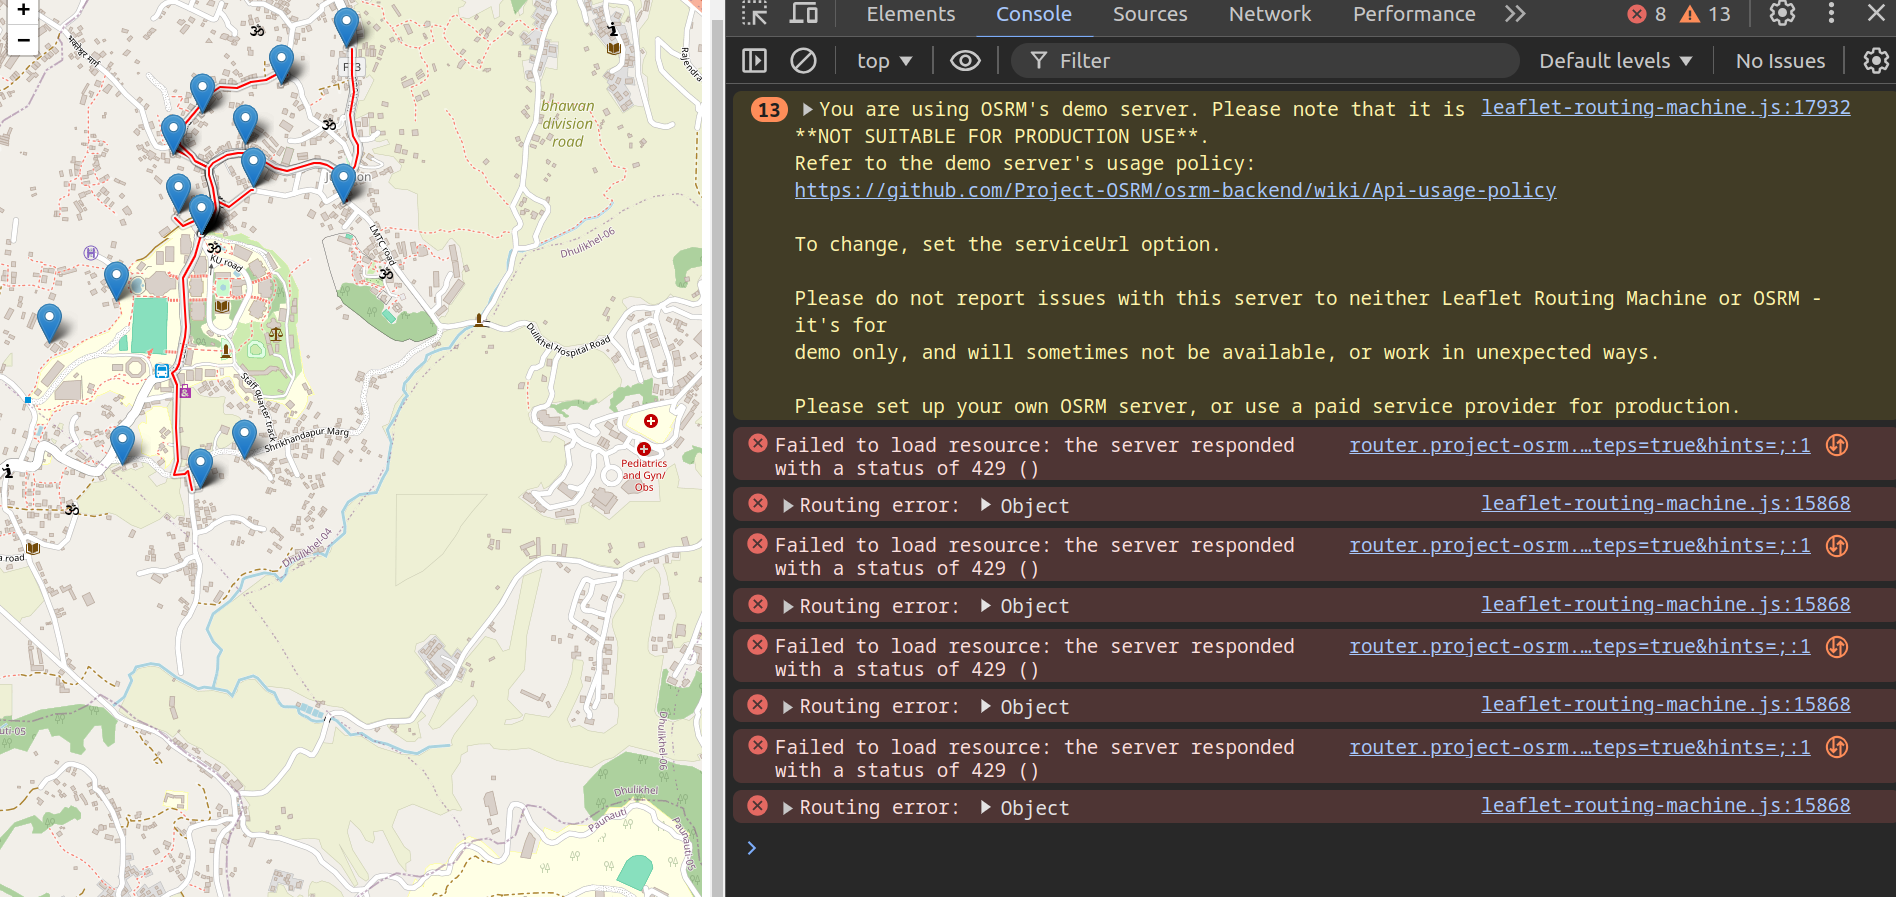 +
−
भक्तपुर मार्ग
F 3
bhawan
division
road
Rajendra
Dhulikhel-06
LMTC road
KU road
Dulikhel Hospital Road
Staff quarter track
Shrikhandapur Marg
Pediatrics
and Gyn/
Obs
a road
Dhulikhel-04
uti-05
Dhulikhel-06
Dhulikhel
Paunauti
Paunauti-05
Elements
Console
Sources
Network
Performance
8
13
top
Filter
Default levels
No Issues
13
You are using OSRM's demo server. Please note that it is leaflet-routing-machine.js:17932
**NOT SUITABLE FOR PRODUCTION USE**.
Refer to the demo server's usage policy:
https://github.com/Project-OSRM/osrm-backend/wiki/Api-usage-policy
To change, set the serviceUrl option.
Please do not report issues with this server to neither Leaflet Routing Machine or OSRM -
it's for
demo only, and will sometimes not be available, or work in unexpected ways.
Please set up your own OSRM server, or use a paid service provider for production.
Failed to load resource: the server responded router.project-osrm.…teps=true&hints=;:1
with a status of 429 ()
Routing error: Object leaflet-routing-machine.js:15868
Failed to load resource: the server responded router.project-osrm.…teps=true&hints=;:1
with a status of 429 ()
Routing error: Object leaflet-routing-machine.js:15868
Failed to load resource: the server responded router.project-osrm.…teps=true&hints=;:1
with a status of 429 ()
Routing error: Object leaflet-routing-machine.js:15868
Failed to load resource: the server responded router.project-osrm.…teps=true&hints=;:1
with a status of 429 ()
Routing error: Object leaflet-routing-machine.js:15868